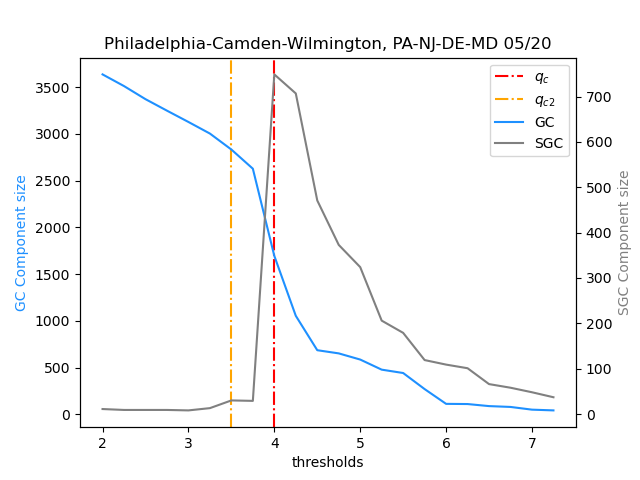 Philadelphia-Camden-Wilmington, PA-NJ-DE-MD 05/20
GC Component size
3500
3000
2500
2000
1500
1000
500
0
2 3 4 5 6 7
thresholds
700
600
500
400
300
200
100
0
SGC Component size
q_c
q_c2
GC
SGC